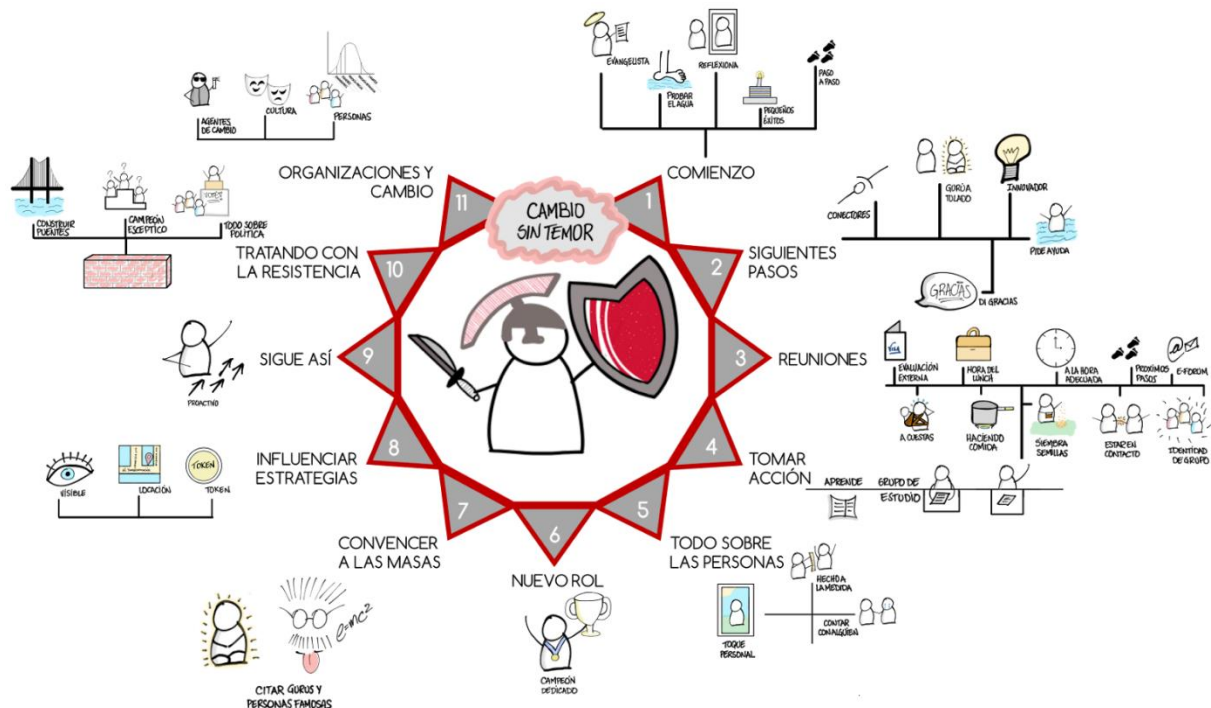 CAMBIO
SIN TEMOR
1
COMIENZO
EVANGELISTA
PROBAR
EL AGUA
REFLEXIONA
PEQUEÑOS
ÉXITOS
PASO
A PASO
2
SIGUIENTES
PASOS
CONECTORES
GURÚ A
TU LADO
INNOVADOR
PIDE AYUDA
GRACIAS
DI GRACIAS
3
REUNIONES
EVALUACIÓN
EXTERNA
HORA DEL
LUNCH
A LA HORA
ADECUADA
PROXÍMOS
PASOS
E-FORUM
A CUESTAS
HACIENDO
COMIDA
SIEMBRA
SEMILLAS
ESTAR EN
CONTACTO
IDENTIDAD
DE GRUPO
4
TOMAR
ACCIÓN
APRENDE
GRUPO DE
ESTUDIO
5
TODO SOBRE
LAS PERSONAS
HECHO A
LA MEDIDA
TOQUE
PERSONAL
CONTAR
CON ALGUIEN
6
NUEVO ROL
CAMPEÓN
DEDICADO
7
CONVENCER
A LAS MASAS
e=mc²
CITAR GURUS Y
PERSONAS FAMOSAS
8
INFLUENCIAR
ESTRATEGIAS
VISIBLE
LOCACIÓN
TOKEN
TOKEN
9
SIGUE ASÍ
PROACTIVO
10
TRATANDO CON
LA RESISTENCIA
CONSTRUIR
PUENTES
CAMPEÓN
ESCEPTICO
TODO SOBRE
POLITICA
11
ORGANIZACIONES Y
CAMBIO
AGENTES
DE CAMBIO
CULTURA
PERSONAS